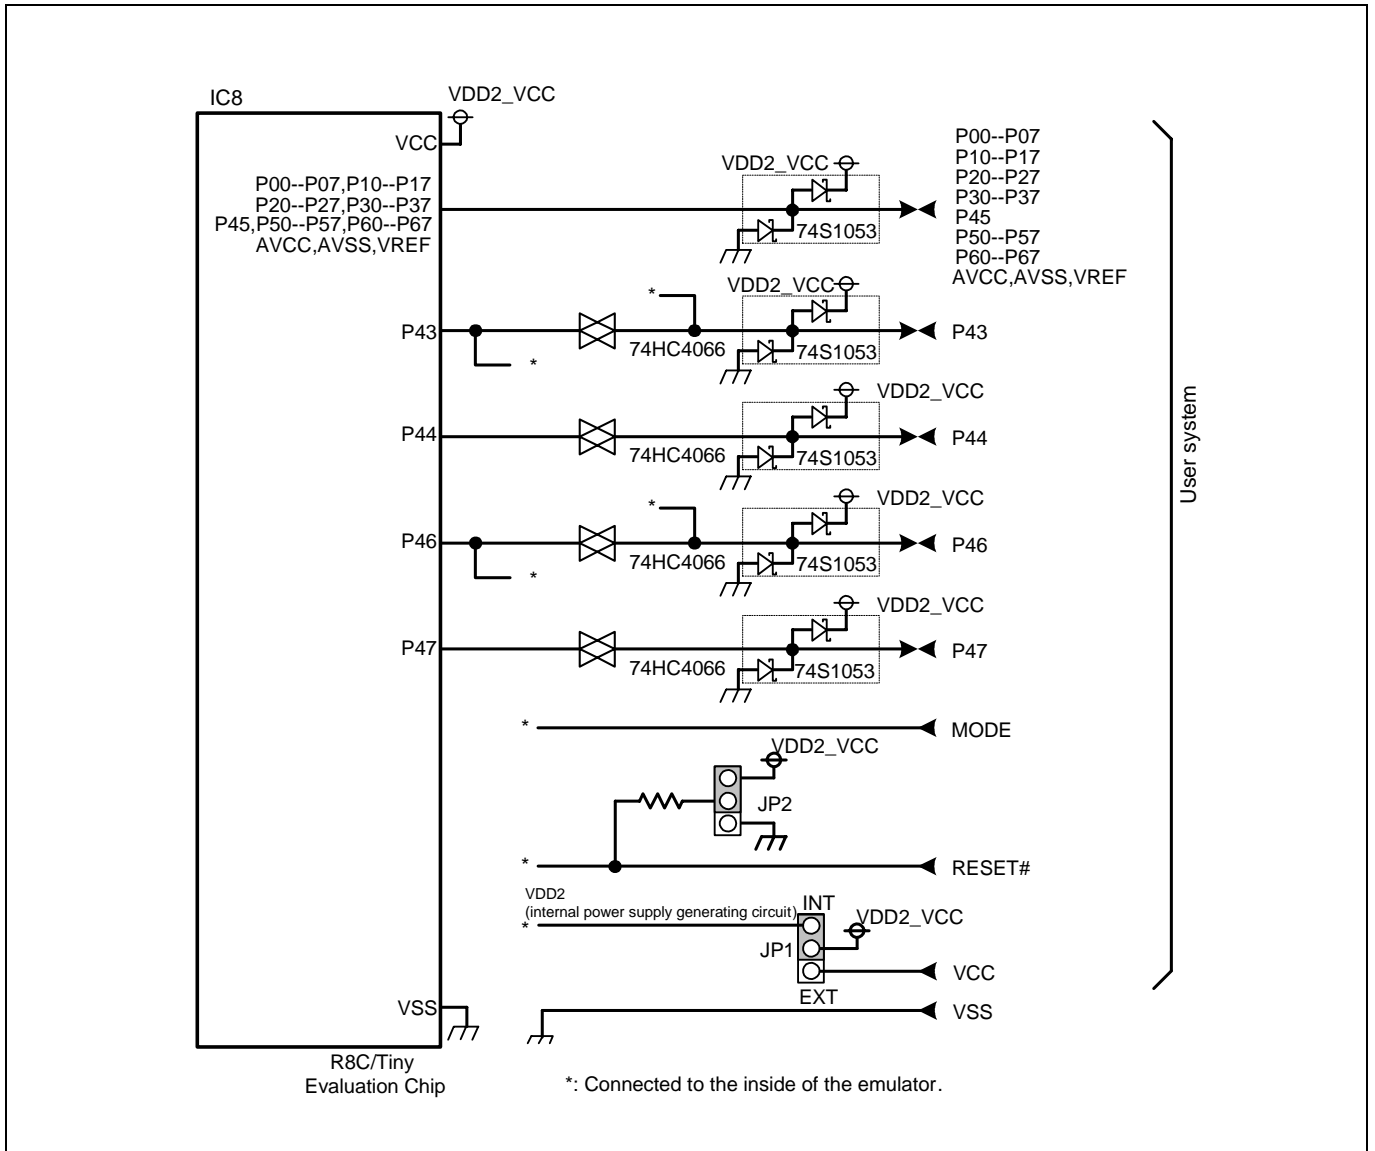 IC8
VDD2_VCC
VCC
P00--P07,P10--P17
P20--P27,P30--P37
P45,P50--P57,P60--P67
AVCC,AVSS,VREF
VDD2_VCC
74S1053
P00--P07
P10--P17
P20--P27
P30--P37
P45
P50--P57
P60--P67
AVCC,AVSS,VREF
P43
*
*
74HC4066
VDD2_VCC
74S1053
P43
P44
74HC4066
VDD2_VCC
74S1053
P44
P46
*
*
74HC4066
VDD2_VCC
74S1053
P46
P47
74HC4066
VDD2_VCC
74S1053
P47
User system
*
MODE
VDD2_VCC
JP2
*
RESET#
VDD2
(internal power supply generating circuit)
*
INT
VDD2_VCC
JP1
VCC
EXT
VSS
VSS
R8C/Tiny
Evaluation Chip
*: Connected to the inside of the emulator.